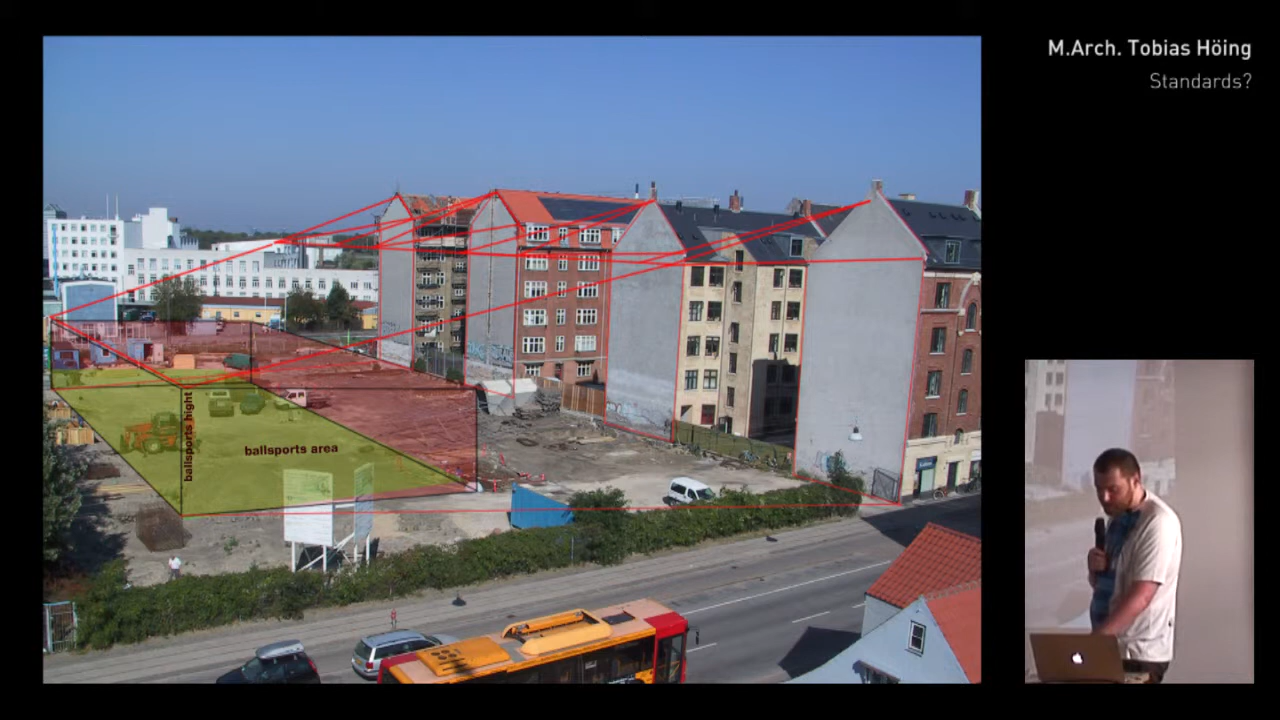 M.Arch. Tobias Höing
Standards?
ballsports hight
ballsports area